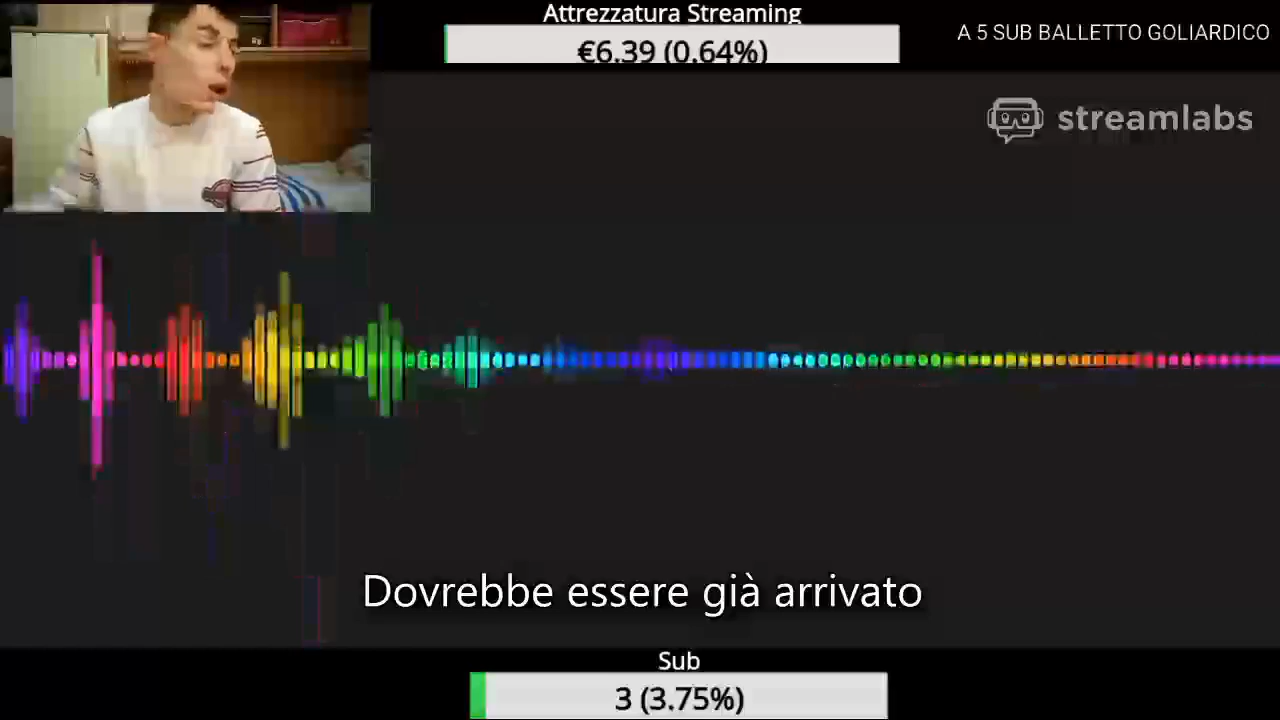 Attrezzatura Streaming
€6.39 (0.64%)
A 5 SUB BALLETTO GOLIARDICO
streamlabs
Dovrebbe essere già arrivato
Sub
3 (3.75%)